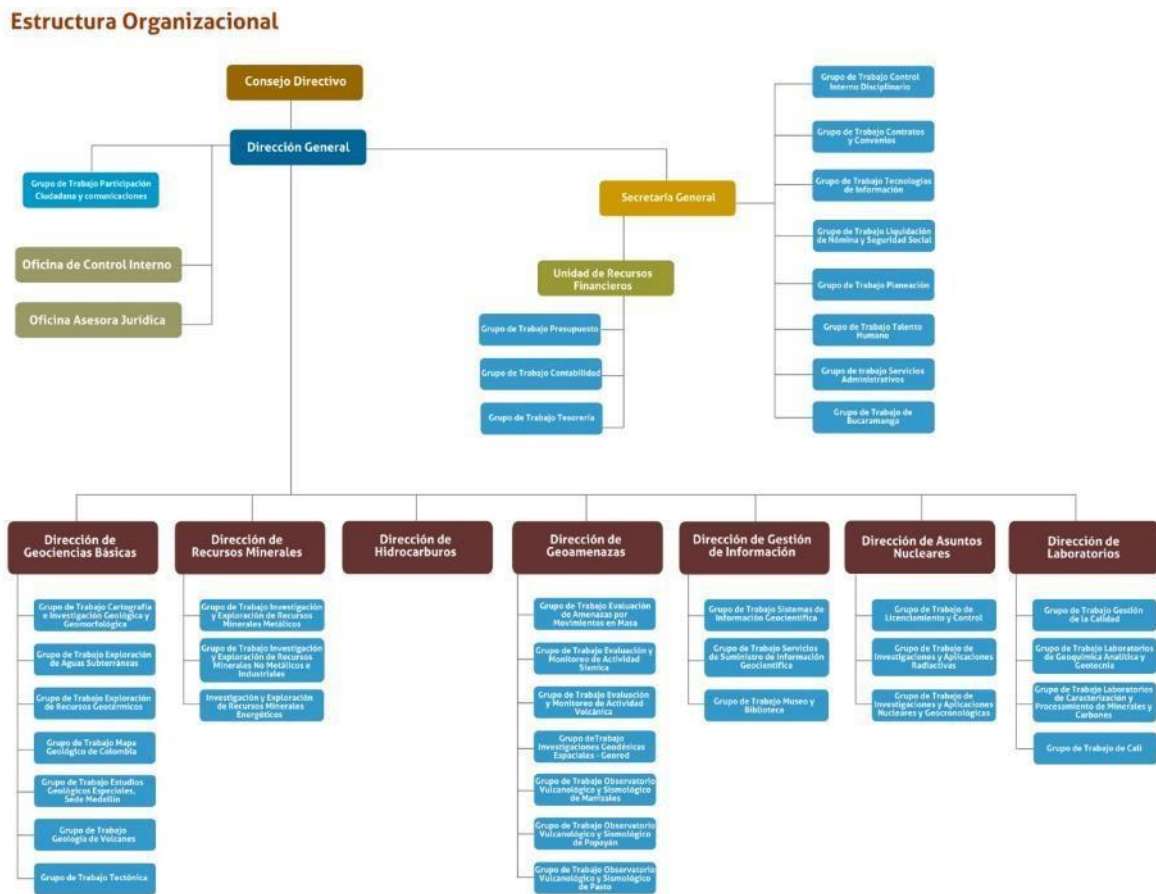 Estructura Organizacional
Consejo Directivo
Dirección General
Grupo de Trabajo Participación
Ciudadana y comunicaciones
Oficina de Control Interno
Oficina Asesora Jurídica
Secretaría General
Unidad de Recursos
Financieros
Grupo de Trabajo Presupuesto
Grupo de Trabajo Contabilidad
Grupo de Trabajo Tesorería
Grupo de Trabajo Control
Interno Disciplinario
Grupo de Trabajo Contratos
y Convenios
Grupo de Trabajo Tecnologías
de Información
Grupo de Trabajo Liquidación
de Nómina y Seguridad Social
Grupo de Trabajo Planeación
Grupo de Trabajo Talento
Humano
Grupo de trabajo Servicios
Administrativos
Grupo de Trabajo de
Bucaramanga
Dirección de
Geociencias Básicas
Grupo de Trabajo Cartografía
e Investigación Geológica y
Geomorfológica
Grupo de Trabajo Exploración
de Aguas Subterráneas
Grupo de Trabajo Exploración
de Recursos Geotérmicos
Grupo de Trabajo Mapa
Geológico de Colombia
Grupo de Trabajo Estudios
Geológicos Especiales,
Sede Medellín
Grupo de Trabajo
Geología de Volcanes
Grupo de Trabajo Tectónica
Dirección de
Recursos Minerales
Grupo de Trabajo Investigación
y Exploración de Recursos
Minerales Metálicos
Grupo de Trabajo Investigación
y Exploración de Recursos
Minerales No Metálicos e
Industriales
Investigación y Exploración
de Recursos Minerales
Energéticos
Dirección de
Hidrocarburos
Dirección de
Geoamenazas
Grupo de Trabajo Evaluación
de Amenazas por
Movimientos en Masa
Grupo de Trabajo Evaluación y
Monitoreo de Actividad
Sísmica
Grupo de Trabajo Evaluación
y Monitoreo de Actividad
Volcánica
Grupo deTrabajo
Investigaciones Geodésicas
Espaciales - Geored
Grupo de Trabajo Observatorio
Vulcanológico y Sismológico
de Manizales
Grupo de Trabajo Observatorio
Vulcanológico y Sismológico
de Popayán
Grupo de Trabajo Observatorio
Vulcanológico y Sismológico
de Pasto
Dirección de Gestión
de Información
Grupo de Trabajo Sistemas de
Información Geocientífica
Grupo de Trabajo Servicios
de Suministro de Información
Geocientífica
Grupo de Trabajo Museo y
Biblioteca
Dirección de Asuntos
Nucleares
Grupo de Trabajo de
Licenciamiento y Control
Grupo de Trabajo de
Investigaciones y Aplicaciones
Radiactivas
Grupo de Trabajo de
Investigaciones y Aplicaciones
Nucleares y Geocronológicas
Dirección de
Laboratorios
Grupo de Trabajo Gestión
de la Calidad
Grupo de Trabajo Laboratorios
de Geoquímica Analítica y
Geotecnia
Grupo de Trabajo Laboratorios
de Caracterización y
Procesamiento de Minerales y
Carbones
Grupo de Trabajo de Cali